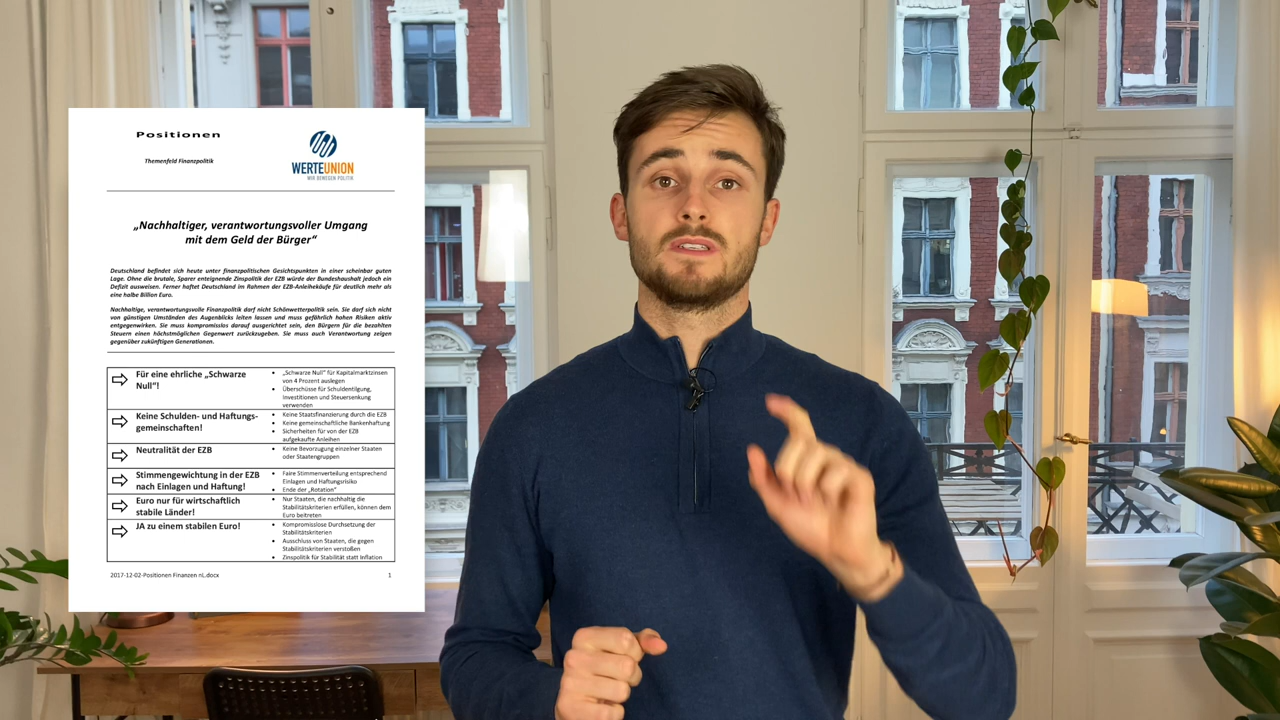 Positionen
Themenfeld Finanzpolitik
WERTEUNION
WIR BEWEGEN POLITIK
„Nachhaltiger, verantwortungsvoller Umgang
mit dem Geld der Bürger“
Deutschland befindet sich heute unter finanzpolitischen Gesichtspunkten in einer scheinbar guten
Lage. Ohne die brutale, Sparer enteignende Zinspolitik der EZB würde der Bundeshaushalt jedoch ein
Defizit ausweisen. Ferner haftet Deutschland im Rahmen der EZB-Anleihekäufe für deutlich mehr als
eine halbe Billion Euro.
Nachhaltige, verantwortungsvolle Finanzpolitik darf nicht Schönwetterpolitik sein. Sie darf sich nicht
von günstigen Umständen des Augenblicks leiten lassen und muss gefährlich hohen Risiken aktiv
entgegenwirken. Sie muss kompromisslos darauf ausgerichtet sein, den Bürgern für die bezahlten
Steuern einen höchstmöglichen Gegenwert zurückzugeben. Sie muss auch Verantwortung zeigen
gegenüber zukünftigen Generationen.
Für eine ehrliche „Schwarze
Null“!
• „Schwarze Null“ für Kapitalmarktzinsen
von 4 Prozent auslegen
• Überschüsse für Schuldentilgung,
Investitionen und Steuersenkung
verwenden
Keine Schulden- und Haftungs-
gemeinschaften!
• Keine Staatsfinanzierung durch die EZB
• Keine gemeinschaftliche Bankenhaftung
• Sicherheiten für von der EZB
aufgekaufte Anleihen
Neutralität der EZB
• Keine Bevorzugung einzelner Staaten
oder Staatengruppen
Stimmengewichtung in der EZB
nach Einlagen und Haftung!
• Faire Stimmenverteilung entsprechend
Einlagen und Haftungsrisiko
• Ende der „Rotation“
Euro nur für wirtschaftlich
stabile Länder!
• Nur Staaten, die nachhaltig die
Stabilitätskriterien erfüllen, können dem
Euro beitreten
JA zu einem stabilen Euro!
• Kompromisslose Durchsetzung der
Stabilitätskriterien
• Ausschluss von Staaten, die gegen
Stabilitätskriterien verstoßen
• Zinspolitik für Stabilität statt Inflation
2017-12-02-Positionen Finanzen nL.docx 1